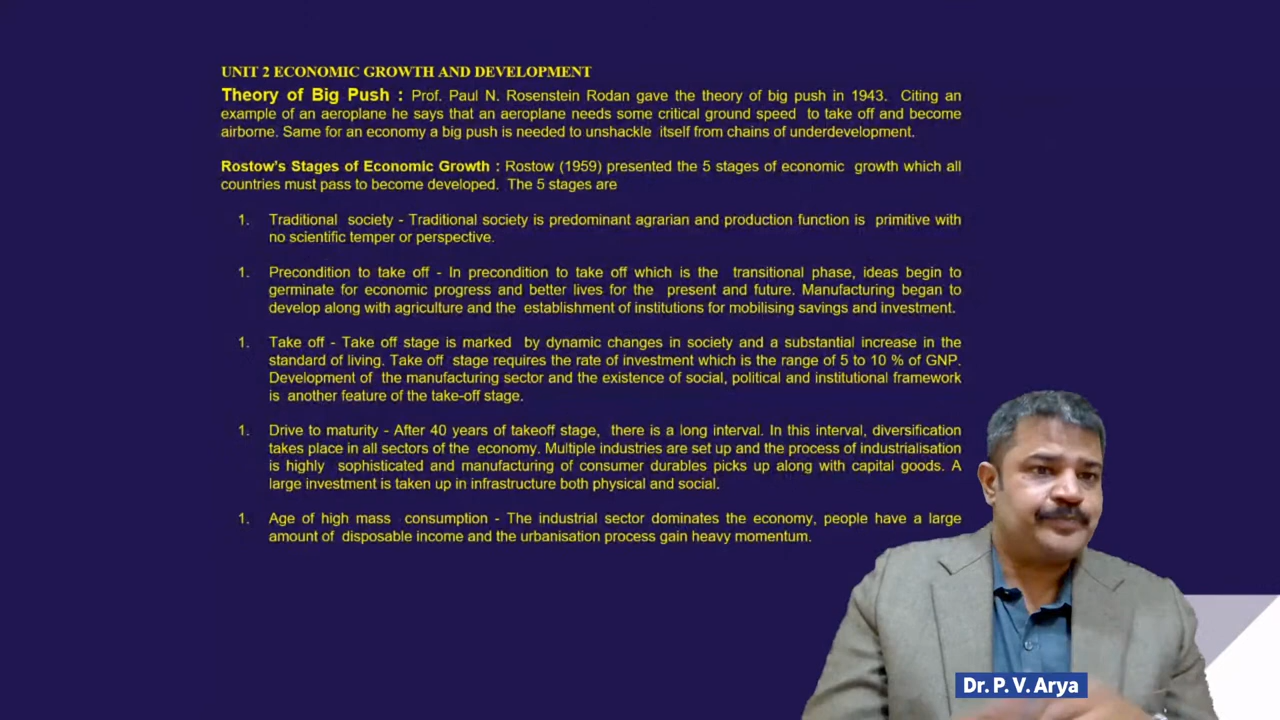 UNIT 2 ECONOMIC GROWTH AND DEVELOPMENT
Theory of Big Push : Prof. Paul N. Rosenstein Rodan gave the theory of big push in 1943. Citing an
example of an aeroplane he says that an aeroplane needs some critical ground speed to take off and become
airborne. Same for an economy a big push is needed to unshackle itself from chains of underdevelopment.
Rostow's Stages of Economic Growth : Rostow (1959) presented the 5 stages of economic growth which all
countries must pass to become developed. The 5 stages are
1. Traditional society - Traditional society is predominant agrarian and production function is primitive with
no scientific temper or perspective.
1. Precondition to take off - In precondition to take off which is the transitional phase, ideas begin to
germinate for economic progress and better lives for the present and future. Manufacturing began to
develop along with agriculture and the establishment of institutions for mobilising savings and investment.
1. Take off - Take off stage is marked by dynamic changes in society and a substantial increase in the
standard of living. Take off stage requires the rate of investment which is the range of 5 to 10 % of GNP.
Development of the manufacturing sector and the existence of social, political and institutional framework
is another feature of the take-off stage.
1. Drive to maturity - After 40 years of takeoff stage, there is a long interval. In this interval, diversification
takes place in all sectors of the economy. Multiple industries are set up and the process of industrialisation
is highly sophisticated and manufacturing of consumer durables picks up along with capital goods. A
large investment is taken up in infrastructure both physical and social.
1. Age of high mass consumption - The industrial sector dominates the economy, people have a large
amount of disposable income and the urbanisation process gain heavy momentum.
Dr. P. V. Arya